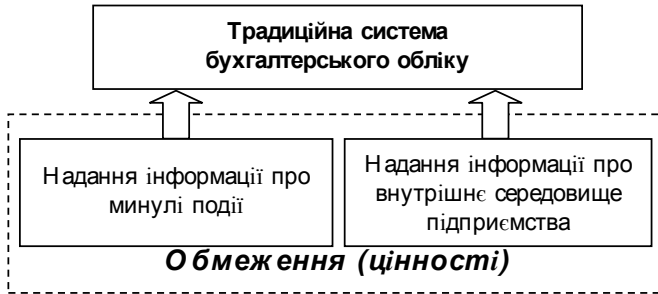 Традиційна система
бухгалтерського обліку
Надання інформації про
минулі події
Надання інформації про
внутрішнє середовище
підприємства
Обмеження (цінності)